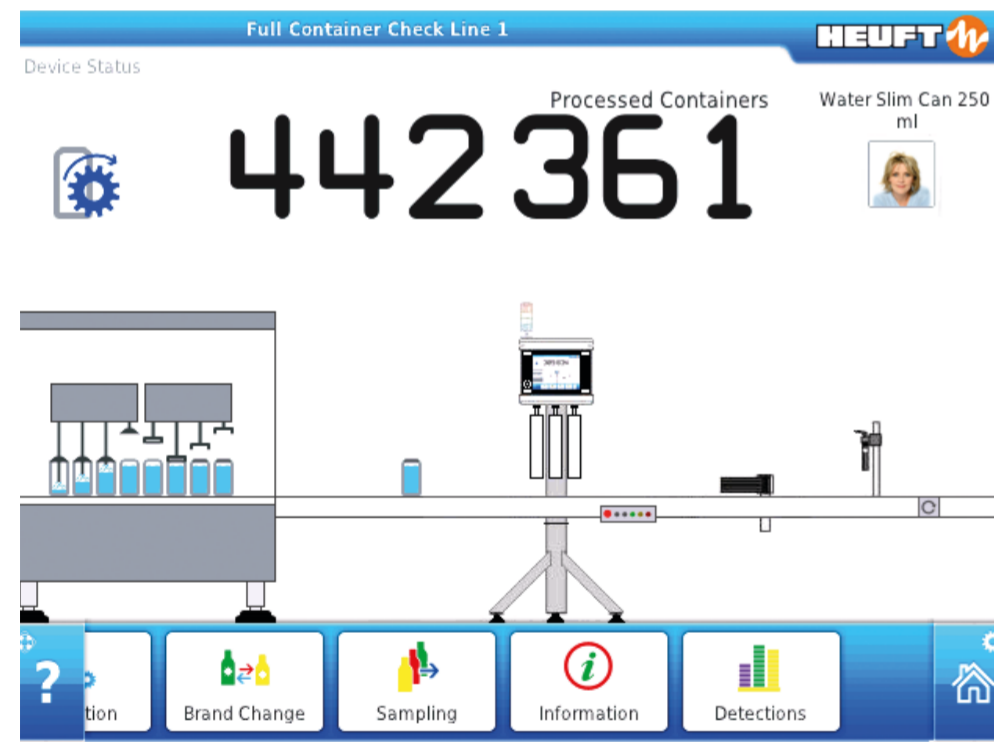 Full Container Check Line 1
HEUFT
Device Status
Processed Containers
442361
Water Slim Can 250
ml
?
tion
Brand Change
Sampling
Information
Detections